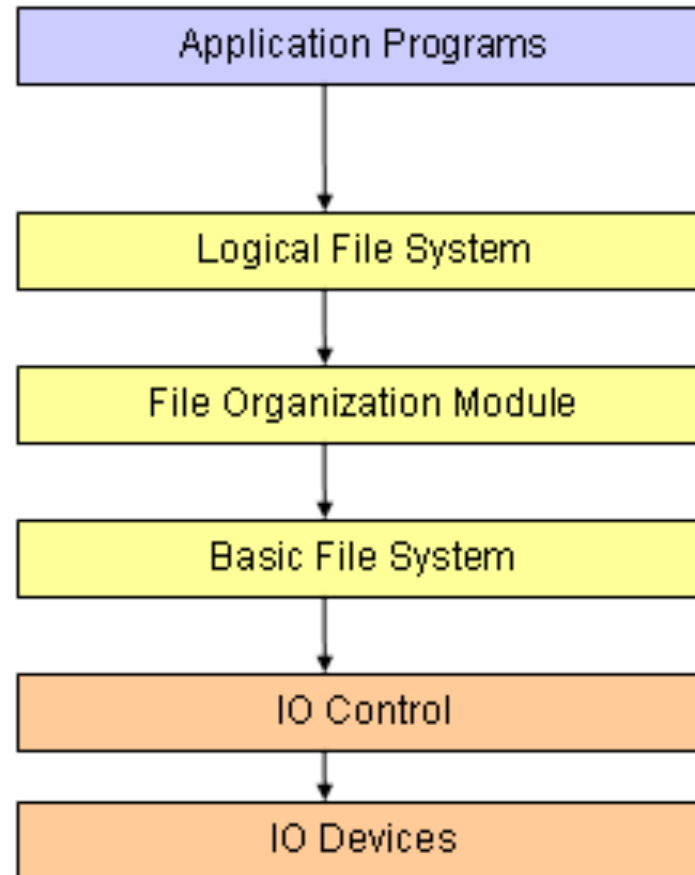 Application Programs
Logical File System
File Organization Module
Basic File System
IO Control
IO Devices